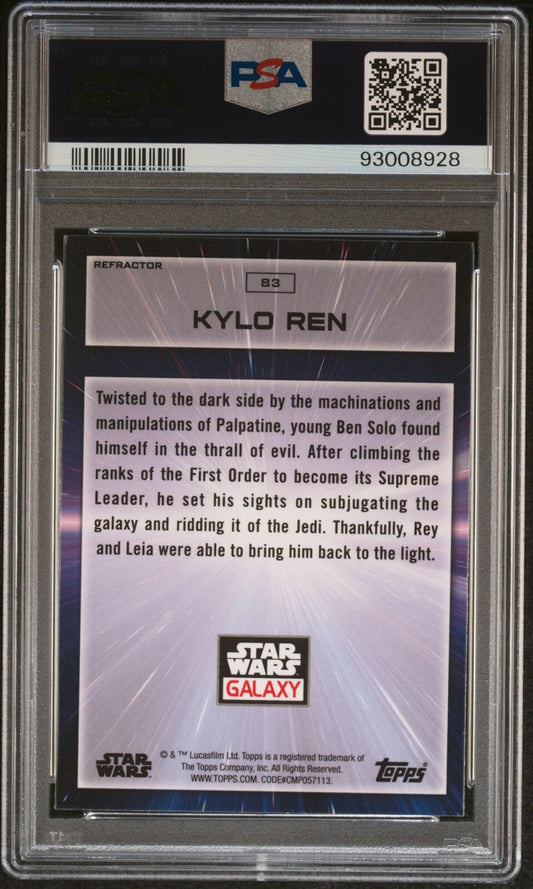 PSA
93008928
REFRACTOR
83
KYLO REN
Twisted to the dark side by the machinations and
manipulations of Palpatine, young Ben Solo found
himself in the thrall of evil. After climbing the
ranks of the First Order to become its Supreme
Leader, he set his sights on subjugating the
galaxy and ridding it of the Jedi. Thankfully, Rey
and Leia were able to bring him back to the light.
STAR
WARS
GALAXY
STAR
WARS
© & ™ Lucasfilm Ltd. Topps is a registered trademark of
The Topps Company, Inc. All Rights Reserved.
WWW.TOPPS.COM. CODE#CMP057113.
topps®
PSA